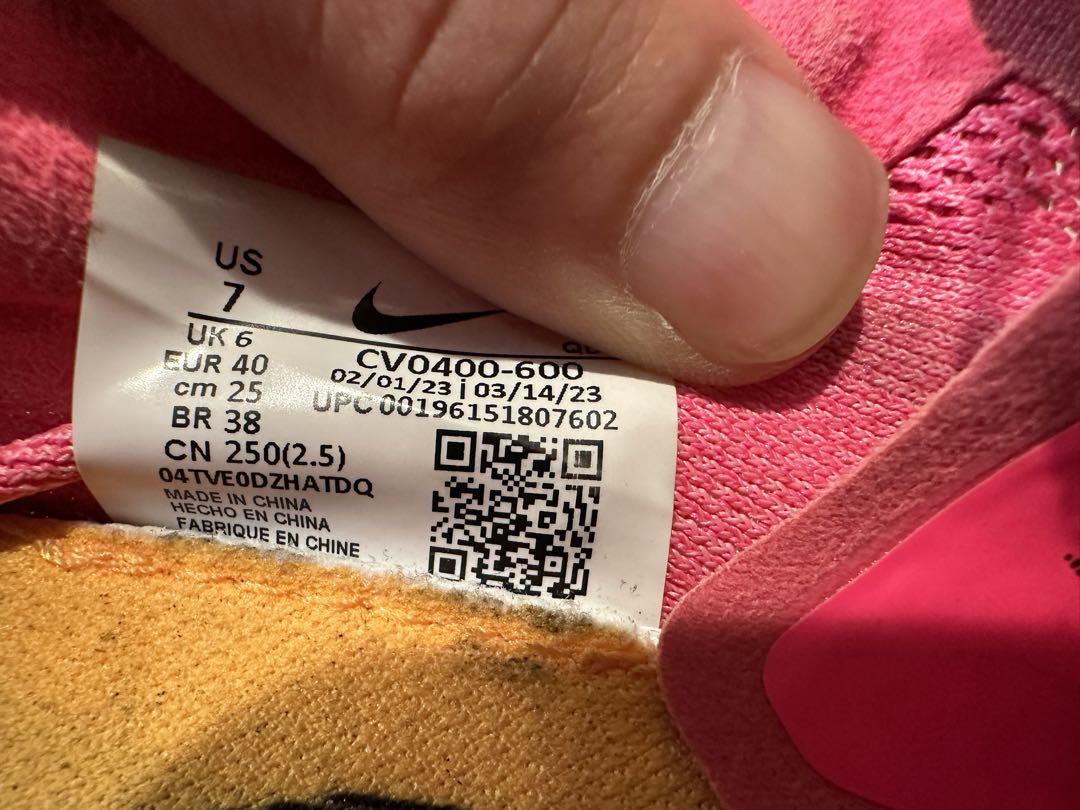 US
7
UK 6
EUR 40
cm 25
BR 38
CN 250(2.5)
04TVE0DZHATDQ
MADE IN CHINA
HECHO EN CHINA
FABRIQUE EN CHINE
CV0400-600
02/01/23 | 03/14/23
UPC 00196151807602